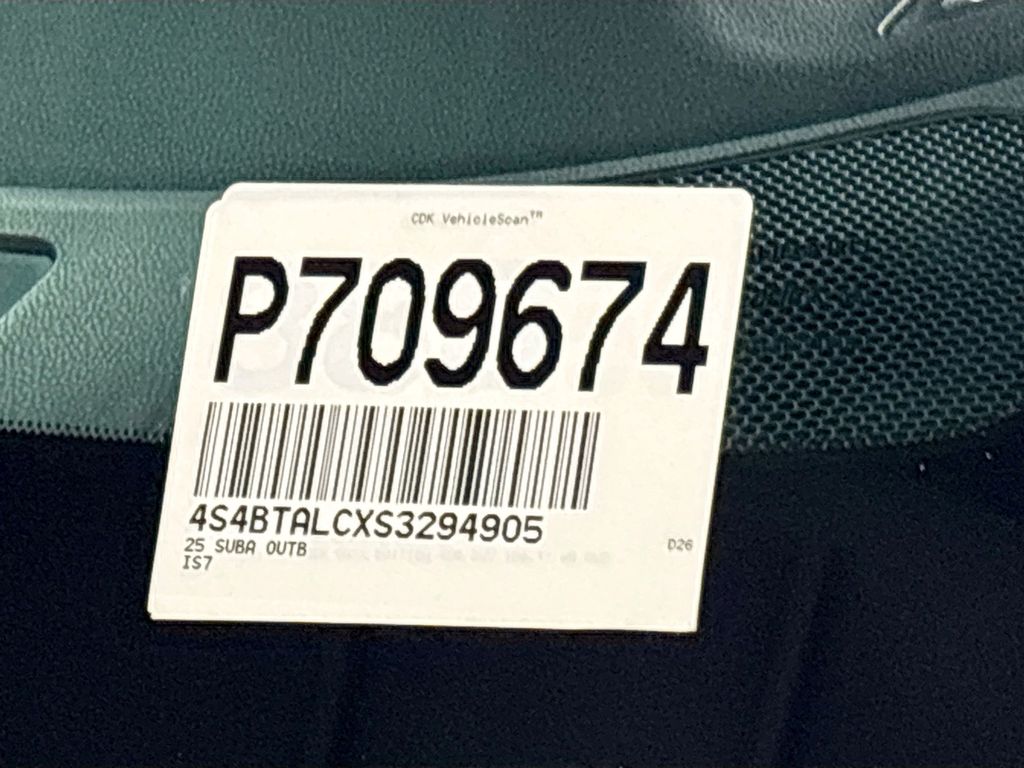 CDK VehicleScan™
P709674
4S4BTALCXS3294905
25 SUBA OUTB
IS7
D26